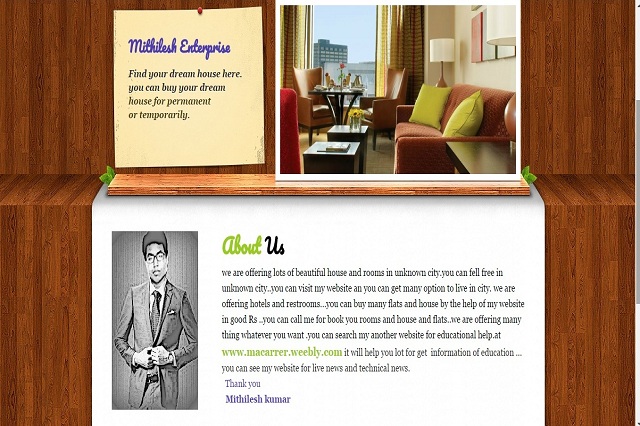 Mithilesh Enterprise
Find your dream house here.
you can buy your dream
house for permanent
or temporarily.
About Us
we are offering lots of beautiful house and rooms in unknown city.you can fell free in
unknown city..you can visit my website an you can get many option to live in city. we are
offering hotels and restrooms...you can buy many flats and house by the help of my website
in good Rs ..you can call me for book you rooms and house and flats..we are offering many
thing whatever you want .you can search my another website for educational help.at
www.macarrer.weebly.com it will help you lot for get information of education ...
you can see my website for live news and technical news.
Thank you
Mithilesh kumar